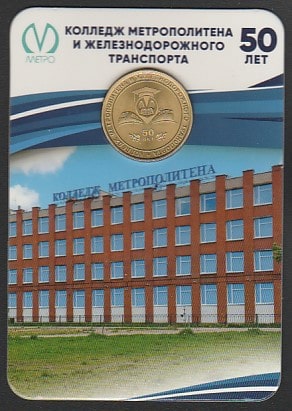 МЕТРО
КОЛЛЕДЖ МЕТРОПОЛИТЕНА
И ЖЕЛЕЗНОДОРОЖНОГО
ТРАНСПОРТА
50
ЛЕТ
50
КОЛЛЕДЖ МЕТРОПОЛИТЕНА